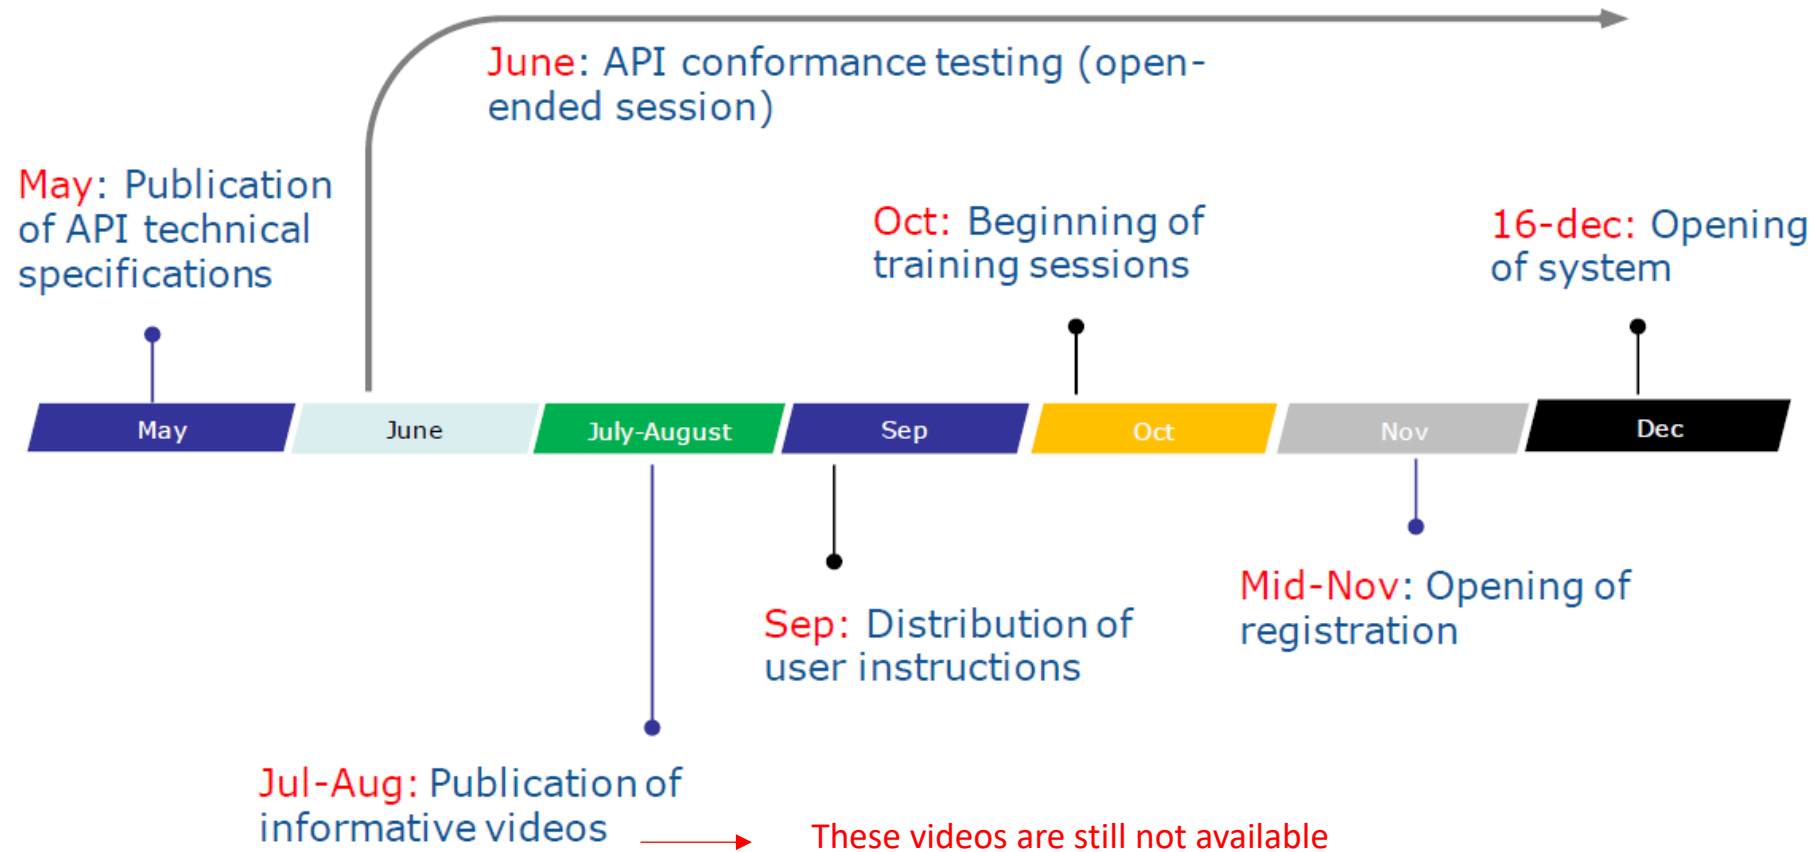 June: API conformance testing (open-
ended session)
May: Publication
of API technical
specifications
Oct: Beginning of
training sessions
16-dec: Opening
of system
May
June
July-August
Sep
Oct
Nov
Dec
Mid-Nov: Opening of
registration
Sep: Distribution of
user instructions
Jul-Aug: Publication of
informative videos
These videos are still not available